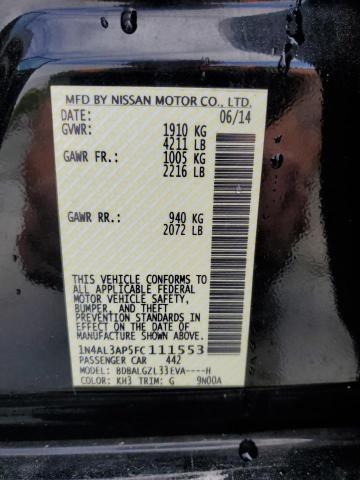 MFD BY NISSAN MOTOR CO., LTD.
DATE: 06/14
GVWR: 1910 KG
4211 LB
GAWR FR.: 1005 KG
2216 LB
GAWR RR.: 940 KG
2072 LB
THIS VEHICLE CONFORMS TO
ALL APPLICABLE FEDERAL
MOTOR VEHICLE SAFETY,
BUMPER, AND THEFT
PREVENTION STANDARDS
IN EFFECT ON THE DATE OF
MANUFACTURE SHOWN ABOVE.
1N4AL3AP5FC111553
PASSENGER CAR 442
MODEL: BDBALGZL33EVA----H
COLOR: KH3 TRIM: G 9N00A